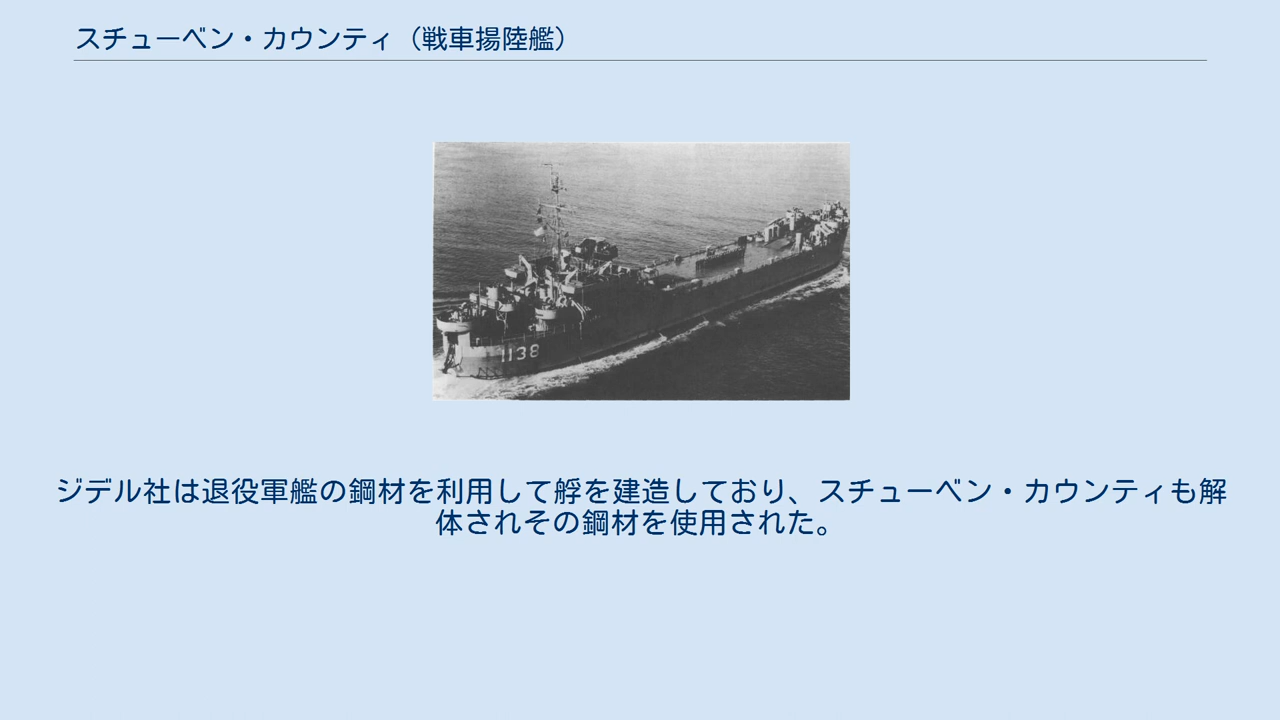 スチューベン・カウンティ（戦車揚陸艦）
1138
ジデル社は退役軍艦の鋼材を利用して艀を建造しており、スチューベン・カウンティも解
体されその鋼材を使用された。